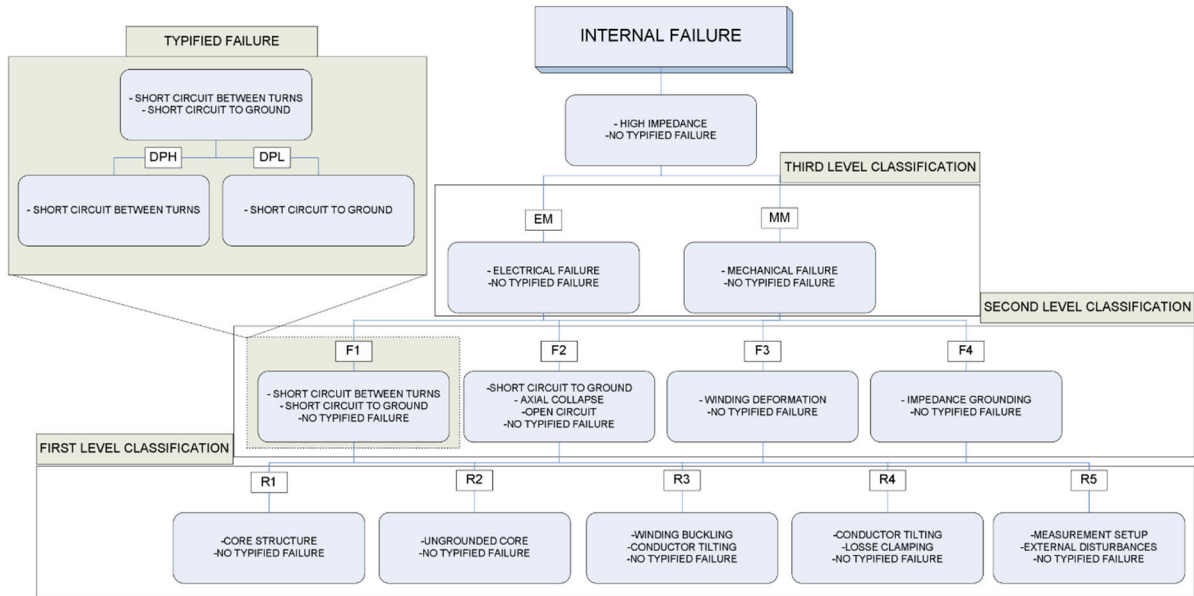 TYPIFIED FAILURE
- SHORT CIRCUIT BETWEEN TURNS
- SHORT CIRCUIT TO GROUND
DPH
DPL
- SHORT CIRCUIT BETWEEN TURNS
- SHORT CIRCUIT TO GROUND
INTERNAL FAILURE
- HIGH IMPEDANCE
-NO TYPIFIED FAILURE
THIRD LEVEL CLASSIFICATION
EM
MM
- ELECTRICAL FAILURE
- NO TYPIFIED FAILURE
- MECHANICAL FAILURE
- NO TYPIFIED FAILURE
SECOND LEVEL CLASSIFICATION
F1
F2
F3
F4
- SHORT CIRCUIT BETWEEN TURNS
- SHORT CIRCUIT TO GROUND
- NO TYPIFIED FAILURE
-SHORT CIRCUIT TO GROUND
- AXIAL COLLAPSE
-OPEN CIRCUIT
- NO TYPIFIED FAILURE
-WINDING DEFORMATION
- NO TYPIFIED FAILURE
- IMPEDANCE GROUNDING
- NO TYPIFIED FAILURE
FIRST LEVEL CLASSIFICATION
R1
R2
R3
R4
R5
-CORE STRUCTURE
-NO TYPIFIED FAILURE
-UNGROUNDED CORE
- NO TYPIFIED FAILURE
-WINDING BUCKLING
-CONDUCTOR TILTING
-NO TYPIFIED FAILURE
-CONDUCTOR TILTING
-LOSSE CLAMPING
-NO TYPIFIED FAILURE
-MEASUREMENT SETUP
-EXTERNAL DISTURBANCES
-NO TYPIFIED FAILURE